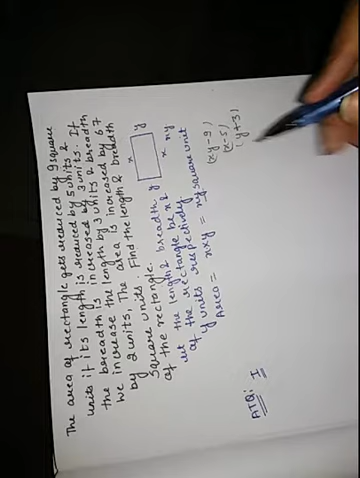 The area of rectangle gets reduced by 9 square
units if its length is reduced by 5 units &
the breadth is increased by 3 units. If
we increase the length by 3 units & breadth
by 2 units, The area is increased by 67
square units. Find the length & breadth
of the rectangle.
Let the length & breadth
of the rectangle be x &
y units respectively.
Area = x×y = xy square unit
x
y
y
x
xy
ATQ: I
(xy-9)
(x-5)
(y+3)